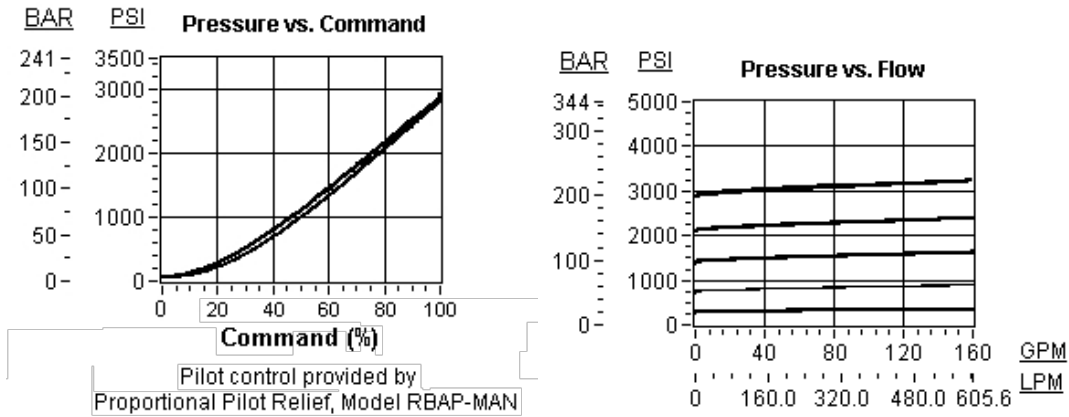 BAR PSI Pressure vs. Command
241 3500
200 3000
150 2000
100 1000
50
0 0
0 20 40 60 80 100
Command (%)
Pilot control provided by
Proportional Pilot Relief, Model RBAP-MAN
BAR PSI Pressure vs. Flow
344 5000
300 4000
200 3000
2000
100 1000
0 0
0 40 80 120 160 GPM
0 160.0 320.0 480.0 605.6 LPM